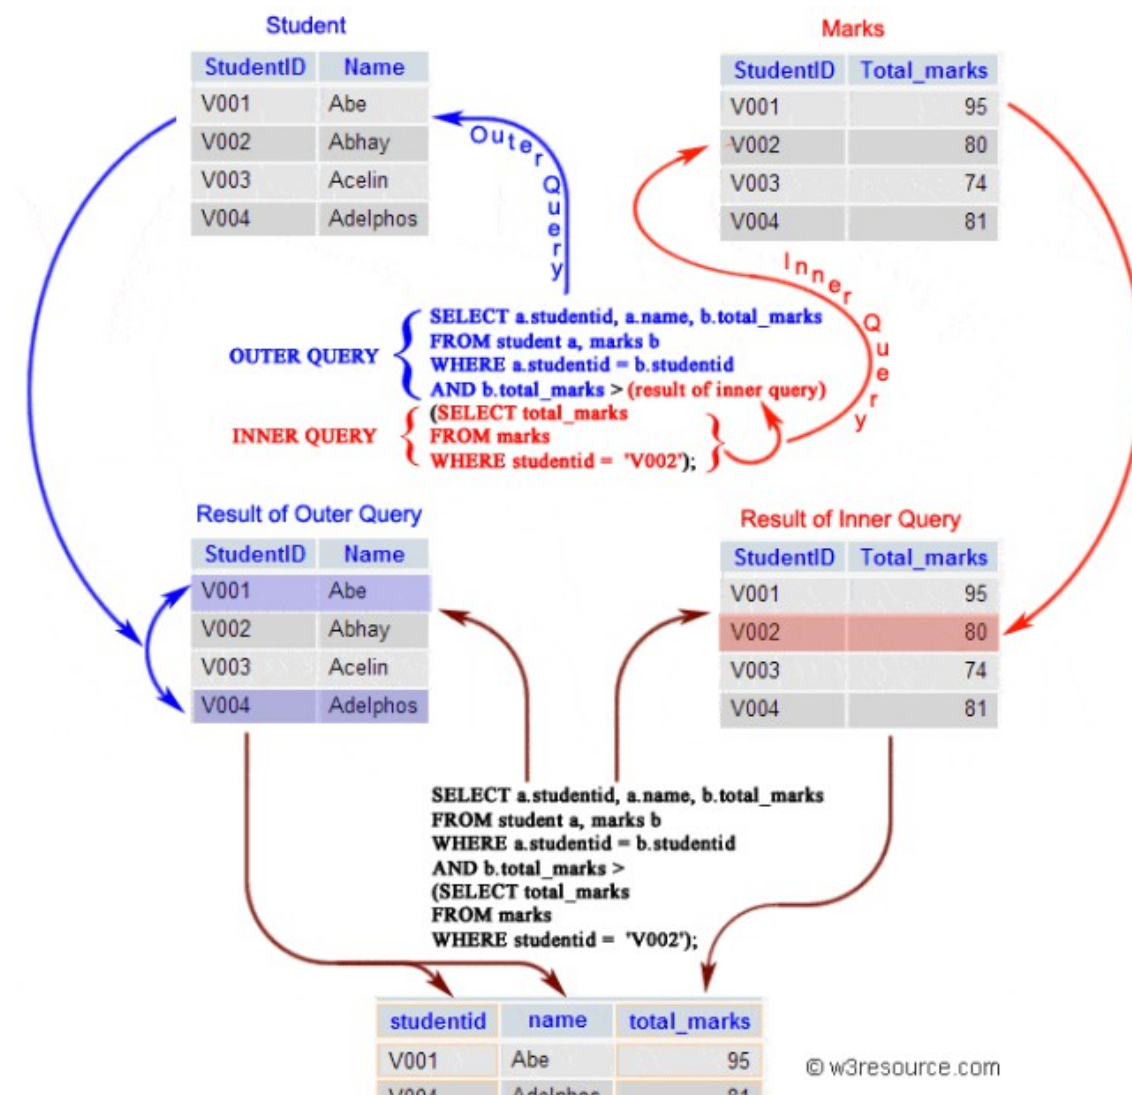 Student
StudentID Name
V001 Abe
V002 Abhay
V003 Acelin
V004 Adelphos
Marks
StudentID Total_marks
V001 95
V002 80
V003 74
V004 81
Outer Query
Inner Query
OUTER QUERY
SELECT a.studentid, a.name, b.total_marks
FROM student a, marks b
WHERE a.studentid = b.studentid
AND b.total_marks > (result of inner query)
INNER QUERY
(SELECT total_marks
FROM marks
WHERE studentid = 'V002');
Result of Outer Query
StudentID Name
V001 Abe
V002 Abhay
V003 Acelin
V004 Adelphos
Result of Inner Query
StudentID Total_marks
V001 95
V002 80
V003 74
V004 81
SELECT a.studentid, a.name, b.total_marks
FROM student a, marks b
WHERE a.studentid = b.studentid
AND b.total_marks >
(SELECT total_marks
FROM marks
WHERE studentid = 'V002');
studentid name total_marks
V001 Abe 95
V004 Adelphos 81
© w3resource.com